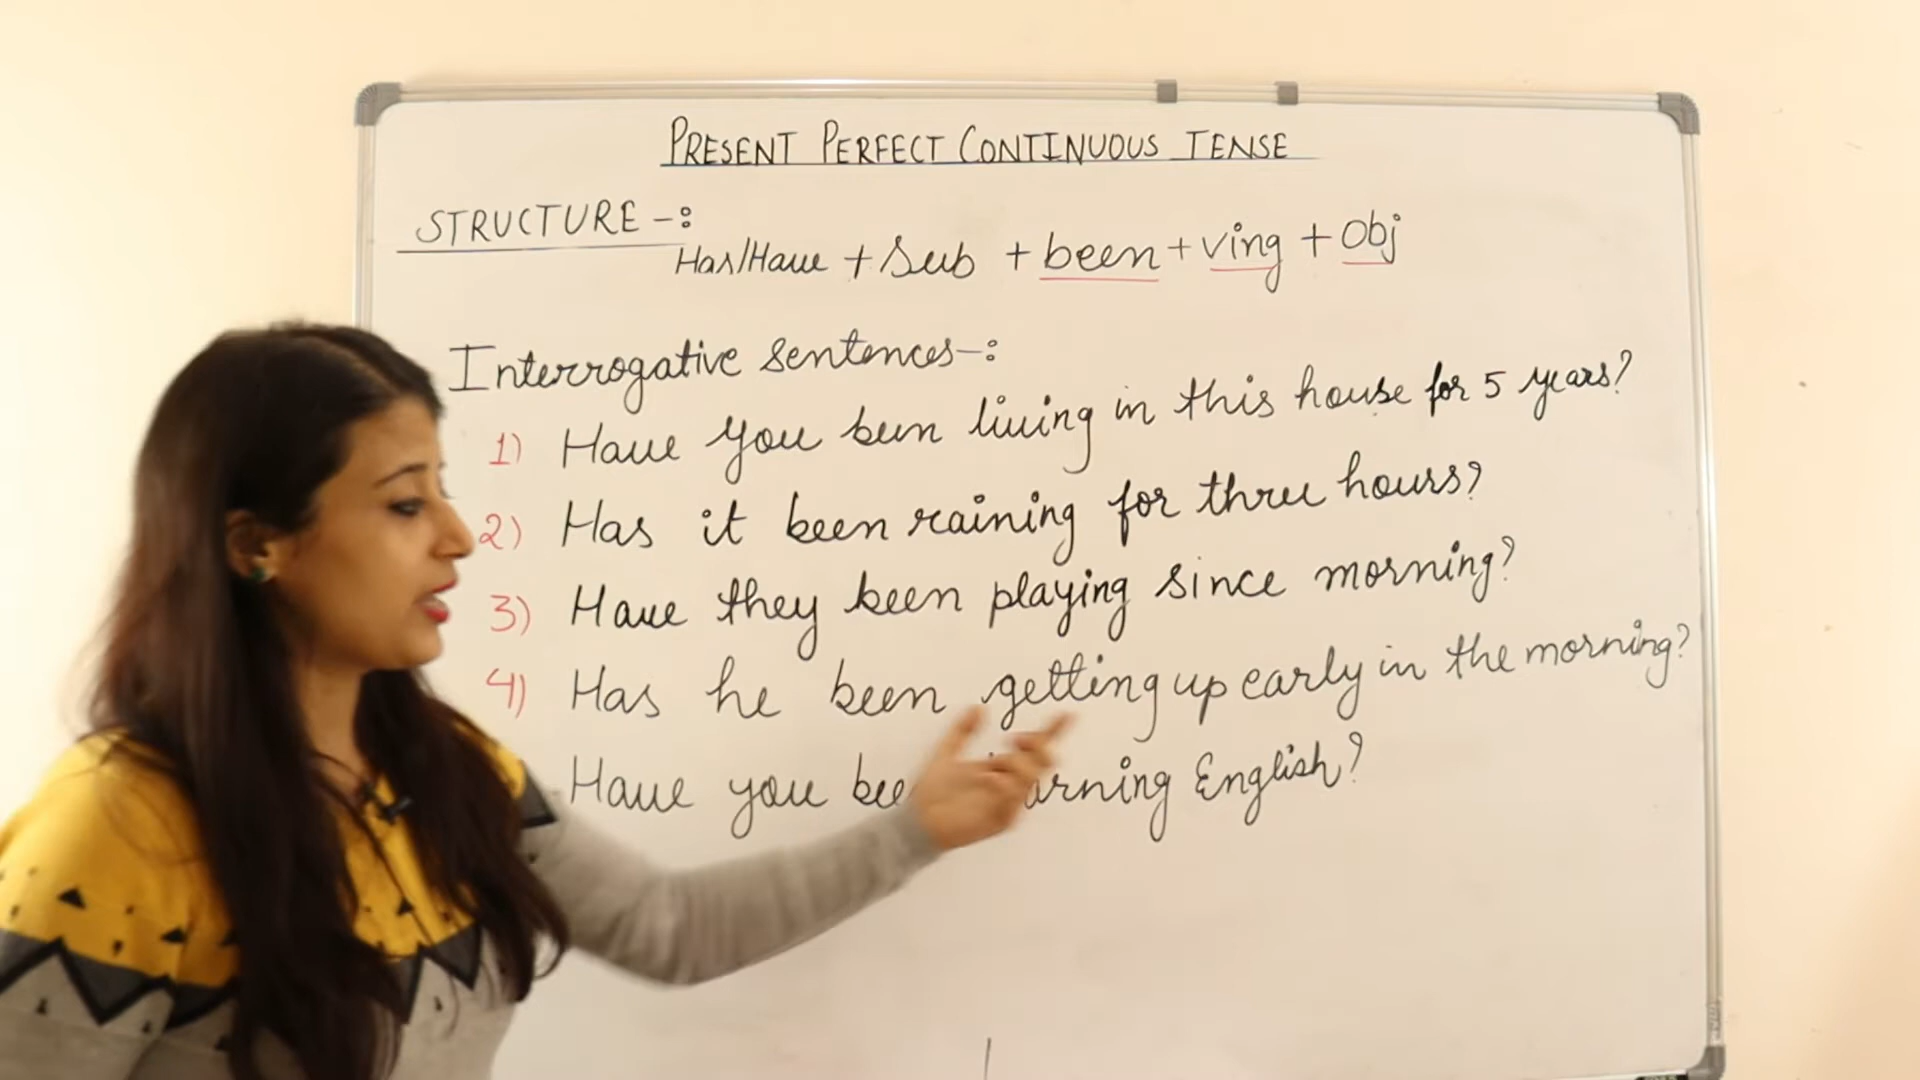 PRESENT PERFECT CONTINUOUS TENSE
STRUCTURE -:
Has/Have + Sub + been + ving + obj
Interrogative sentences-:
1) Have you been living in this house for 5 years?
2) Has it been raining for three hours?
3) Have they been playing since morning?
4) Has he been getting up early in the morning?
Have you English?